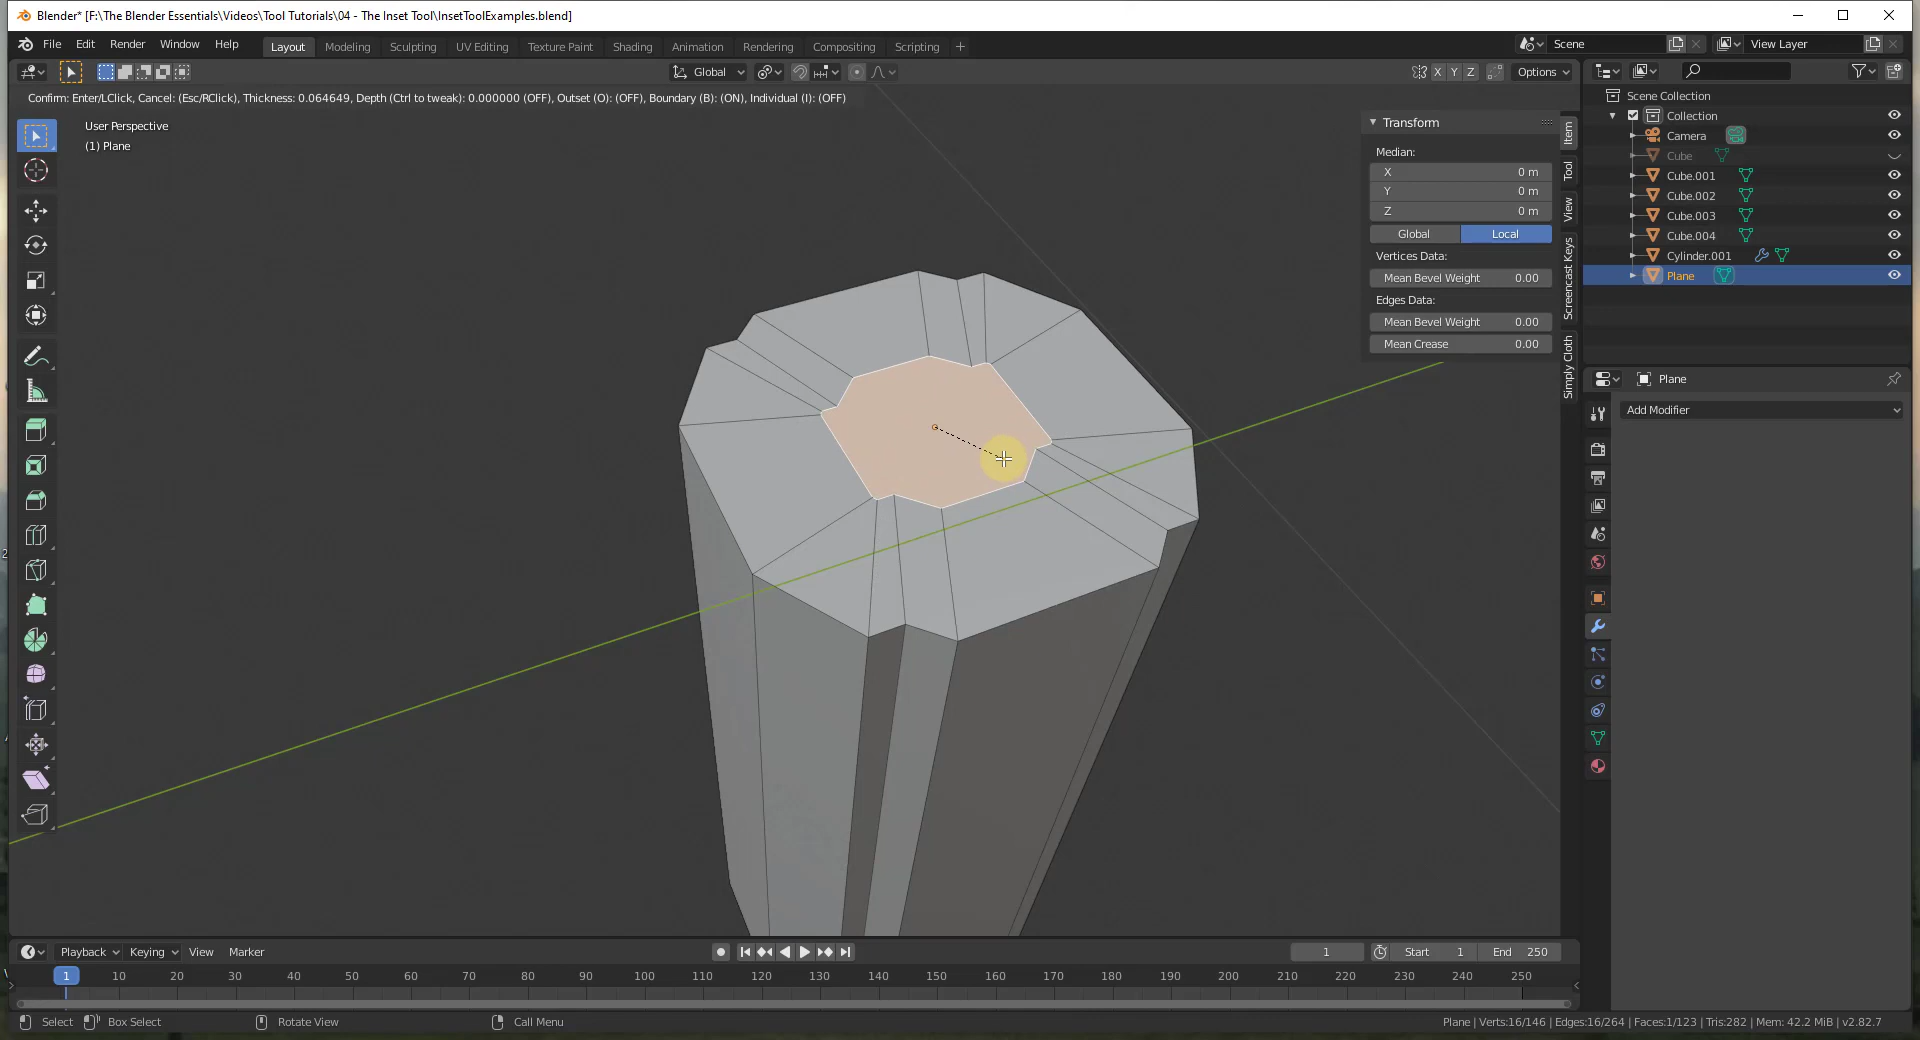 Blender* [F:\The Blender Essentials\Videos\Tool Tutorials\04 - The Inset Tool\InsetToolExamples.blend]
File Edit Render Window Help Layout Modeling Sculpting UV Editing Texture Paint Shading Animation Rendering Compositing Scripting + Scene View Layer
Global X Y Z Options
Confirm: Enter/LClick, Cancel: (Esc/RClick), Thickness: 0.064649, Depth (Ctrl to tweak): 0.000000 (OFF), Outset (O): (OFF), Boundary (B): (ON), Individual (I): (OFF)
User Perspective
(1) Plane
Transform
Median:
X 0 m
Y 0 m
Z 0 m
Global Local
Vertices Data:
Mean Bevel Weight 0.00
Edges Data:
Mean Bevel Weight 0.00
Mean Crease 0.00
Item
Tool
View
Screencast Keys
Simply Cloth
Scene Collection
Collection
Camera
Cube
Cube.001
Cube.002
Cube.003
Cube.004
Cylinder.001
Plane
Plane
Add Modifier
Playback Keying View Marker 1 Start 1 End 250
1 10 20 30 40 50 60 70 80 90 100 110 120 130 140 150 160 170 180 190 200 210 220 230 240 250
Select Box Select Rotate View Call Menu Plane | Verts:16/146 | Edges:16/264 | Faces:1/123 | Tris:282 | Mem: 42.2 MiB | v2.82.7